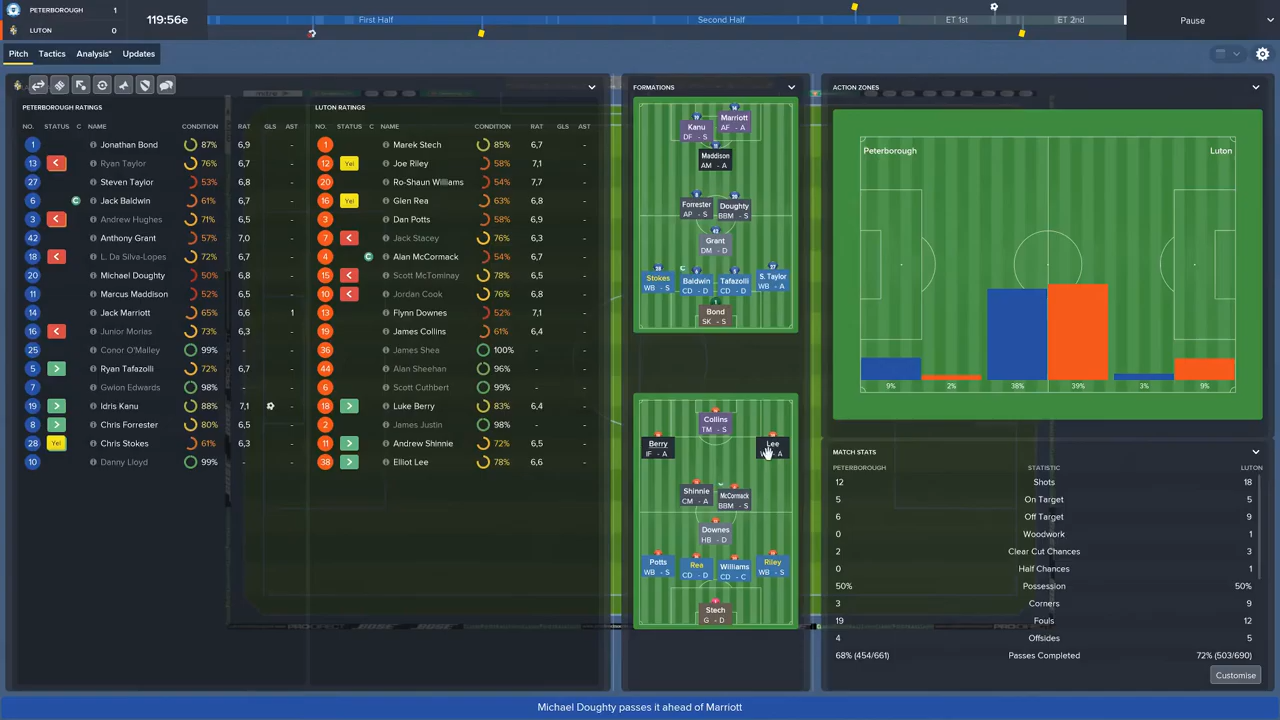 PETERBOROUGH 1
LUTON 0
119:56e
First Half Second Half ET 1st ET 2nd
Pause
Pitch Tactics Analysis* Updates
PETERBOROUGH RATINGS
NO. STATUS C NAME CONDITION RAT GLS AST
1 Jonathan Bond 87% 6,9 - -
13 Ryan Taylor 76% 6,7 - -
27 Steven Taylor 53% 6,8 - -
6 C Jack Baldwin 61% 6,7 - -
3 Andrew Hughes 71% 6,5 - -
42 Anthony Grant 57% 7,0 - -
18 L. Da Silva-Lopes 72% 6,7 - -
20 Michael Doughty 50% 6,8 - -
11 Marcus Maddison 52% 6,5 - -
14 Jack Marriott 65% 6,6 - 1
16 Junior Morias 73% 6,3 - -
25 Conor O'Malley 99% - - -
5 Ryan Tafazolli 72% 6,7 - -
7 Gwion Edwards 98% - - -
19 Idris Kanu 88% 7,1 -
8 Chris Forrester 80% 6,5 - -
28 Yel Chris Stokes 61% 6,3 - -
10 Danny Lloyd 99% - - -
LUTON RATINGS
NO. STATUS C NAME CONDITION RAT GLS AST
1 Marek Stech 85% 6,7 - -
12 Yel Joe Riley 58% 7,1 - -
20 Ro-Shaun Williams 54% 7,7 - -
16 Yel Glen Rea 63% 6,8 - -
3 Dan Potts 58% 6,9 - -
7 Jack Stacey 76% 6,3 - -
4 C Alan McCormack 54% 6,7 - -
15 Scott McTominay 78% 6,5 - -
10 Jordan Cook 76% 6,8 - -
13 Flynn Downes 52% 7,1 - -
19 James Collins 61% 6,4 - -
36 James Shea 100% - - -
44 Alan Sheehan 96% - - -
6 Scott Cuthbert 99% - - -
18 Luke Berry 83% 6,4 - -
2 James Justin 98% - - -
11 Andrew Shinnie 72% 6,5 - -
38 Elliot Lee 78% 6,6 - -
FORMATIONS
Marriott
AF - A
Kanu
DF - S
Maddison
AM - A
Forrester
AP - S
Doughty
BBM - S
Grant
DM - D
Stokes
WB - S
Baldwin
CD - D
Tafazolli
CD - D
S. Taylor
WB - A
Bond
SK - S
Collins
TM - S
Berry
IF - A
Lee
Shinnie
CM - A
McCormack
BBM - S
Downes
HB - D
Potts
WB - S
Rea
CD - D
Williams
CD - C
Riley
WB - S
Stech
G - D
ACTION ZONES
Peterborough Luton
9% 2% 38% 39% 3% 9%
MATCH STATS
PETERBOROUGH STATISTIC LUTON
12 Shots 18
5 On Target 5
6 Off Target 9
0 Woodwork 1
2 Clear Cut Chances 3
0 Half Chances 1
50% Possession 50%
3 Corners 9
19 Fouls 12
4 Offsides 5
68% (454/661) Passes Completed 72% (503/690)
Customise
Michael Doughty passes it ahead of Marriott